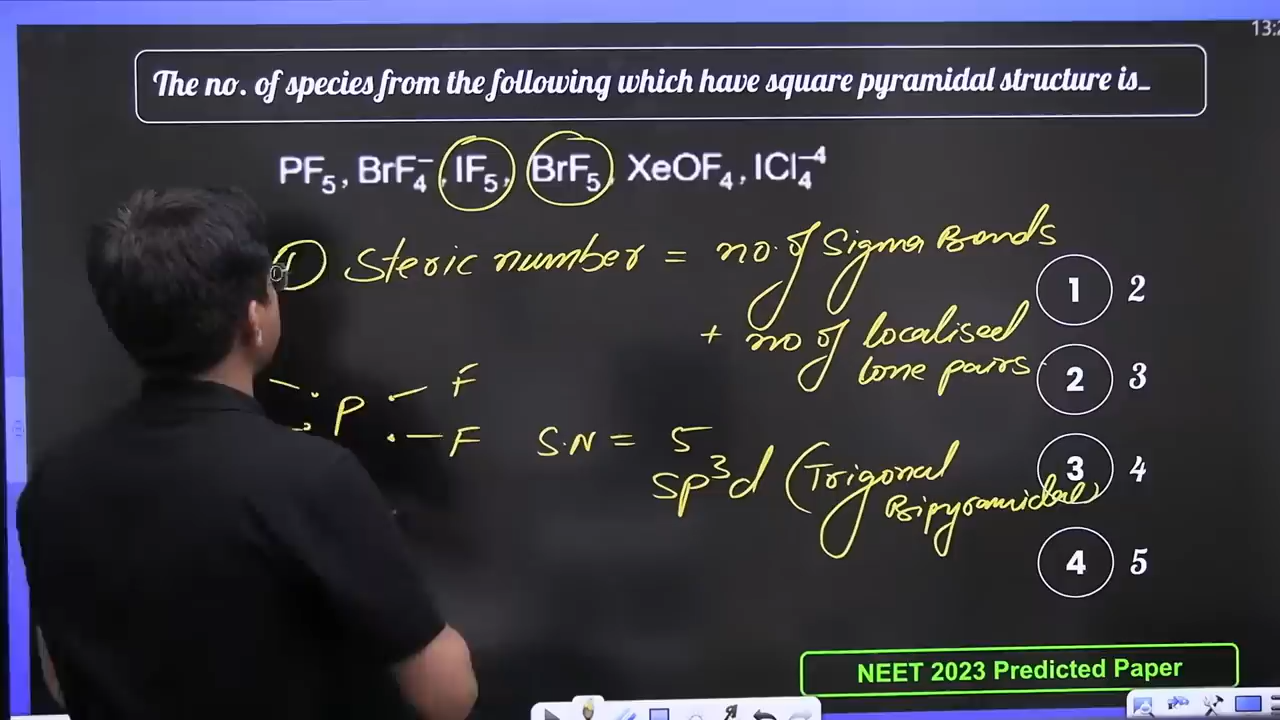 13:2
The no. of species from the following which have square pyramidal structure is_
PF₅, BrF₄⁻, IF₅, BrF₅, XeOF₄, ICl₄⁻⁴
① Steric number = no. of Sigma Bonds
+ no of localised
lone pairs
P F
F S.N = 5
sp³d (Trigonal
Bipyramidal)
1 2
2 3
3 4
4 5
NEET 2023 Predicted Paper